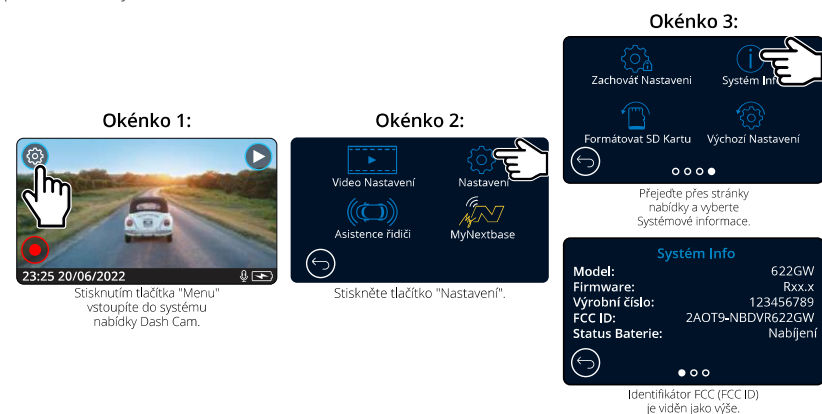 Okénko 1:
23:25 20/06/2022
Stisknutím tlačítka "Menu"
vstoupíte do systému
nabídky Dash Cam.
Okénko 2:
Video Nastavení
Nastavení
Asistence řidiči
MyNextbase
Stiskněte tlačítko "Nastavení".
Okénko 3:
Zachovář Nastaveni
Systém Info
Formátovat SD Kartu
Výchozí Nastavení
Přejeďte přes stránky
nabídky a vyberte
Systémové informace.
Systém Info
Model: 622GW
Firmware: Rxx.x
Výrobní číslo: 123456789
FCC ID: 2AOT9-NBDVR622GW
Status Baterie: Nabíjení
Identifikátor FCC (FCC ID)
je viděn jako výše.